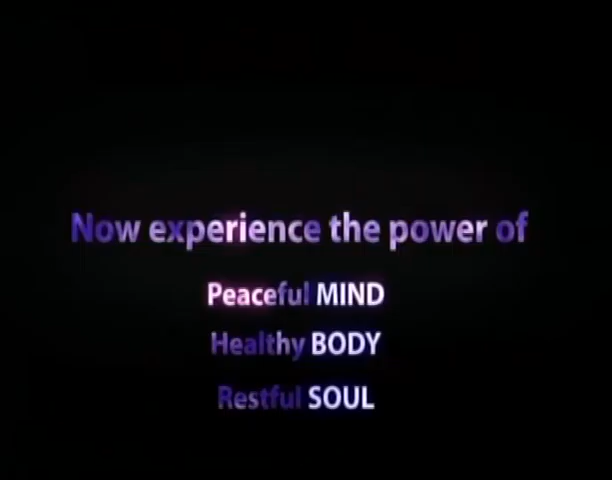 Now experience the power of
Peaceful MIND
Healthy BODY
Restful SOUL